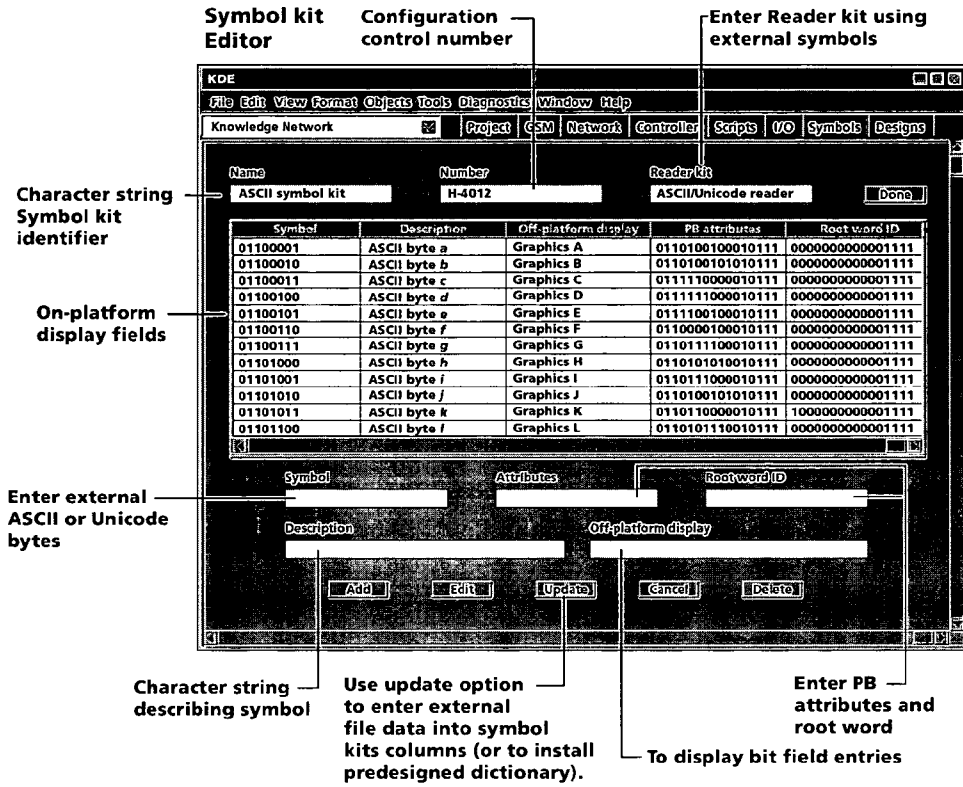 Symbol kit
Editor
Configuration
control number
Enter Reader kit using
external symbols
KDE
File Edit View Format Objects Tools Diagnostics Window Help
Knowledge Network Project GSM Network Controller Scripts I/O Symbols Designs
Name Number Reader kit
ASCII symbol kit H-4012 ASCII/Unicode reader Done
Character string
Symbol kit
identifier
Symbol Description Off-platform display PB attributes Root word ID
01100001 ASCII byte a Graphics A 0110100100010111 0000000000001111
01100010 ASCII byte b Graphics B 0110100101010111 0000000000001111
01100011 ASCII byte c Graphics C 0111110000010111 0000000000001111
01100100 ASCII byte d Graphics D 0111111000010111 0000000000001111
01100101 ASCII byte e Graphics E 0111100100010111 0000000000001111
01100110 ASCII byte f Graphics F 0110000100010111 0000000000001111
01100111 ASCII byte g Graphics G 0110111100010111 0000000000001111
01101000 ASCII byte h Graphics H 0110101010010111 0000000000001111
01101001 ASCII byte i Graphics I 0110111000010111 0000000000001111
01101010 ASCII byte j Graphics J 0110100101010111 0000000000001111
01101011 ASCII byte k Graphics K 0110110000010111 1000000000001111
01101100 ASCII byte l Graphics L 0110101110010111 0000000000001111
On-platform
display fields
Symbol Attributes Root word ID
Enter external
ASCII or Unicode
bytes
Description Off-platform display
Add Edit Update Cancel Delete
Character string
describing symbol
Use update option
to enter external
file data into symbol
kits columns (or to install
predesigned dictionary).
Enter PB
attributes and
root word
To display bit field entries